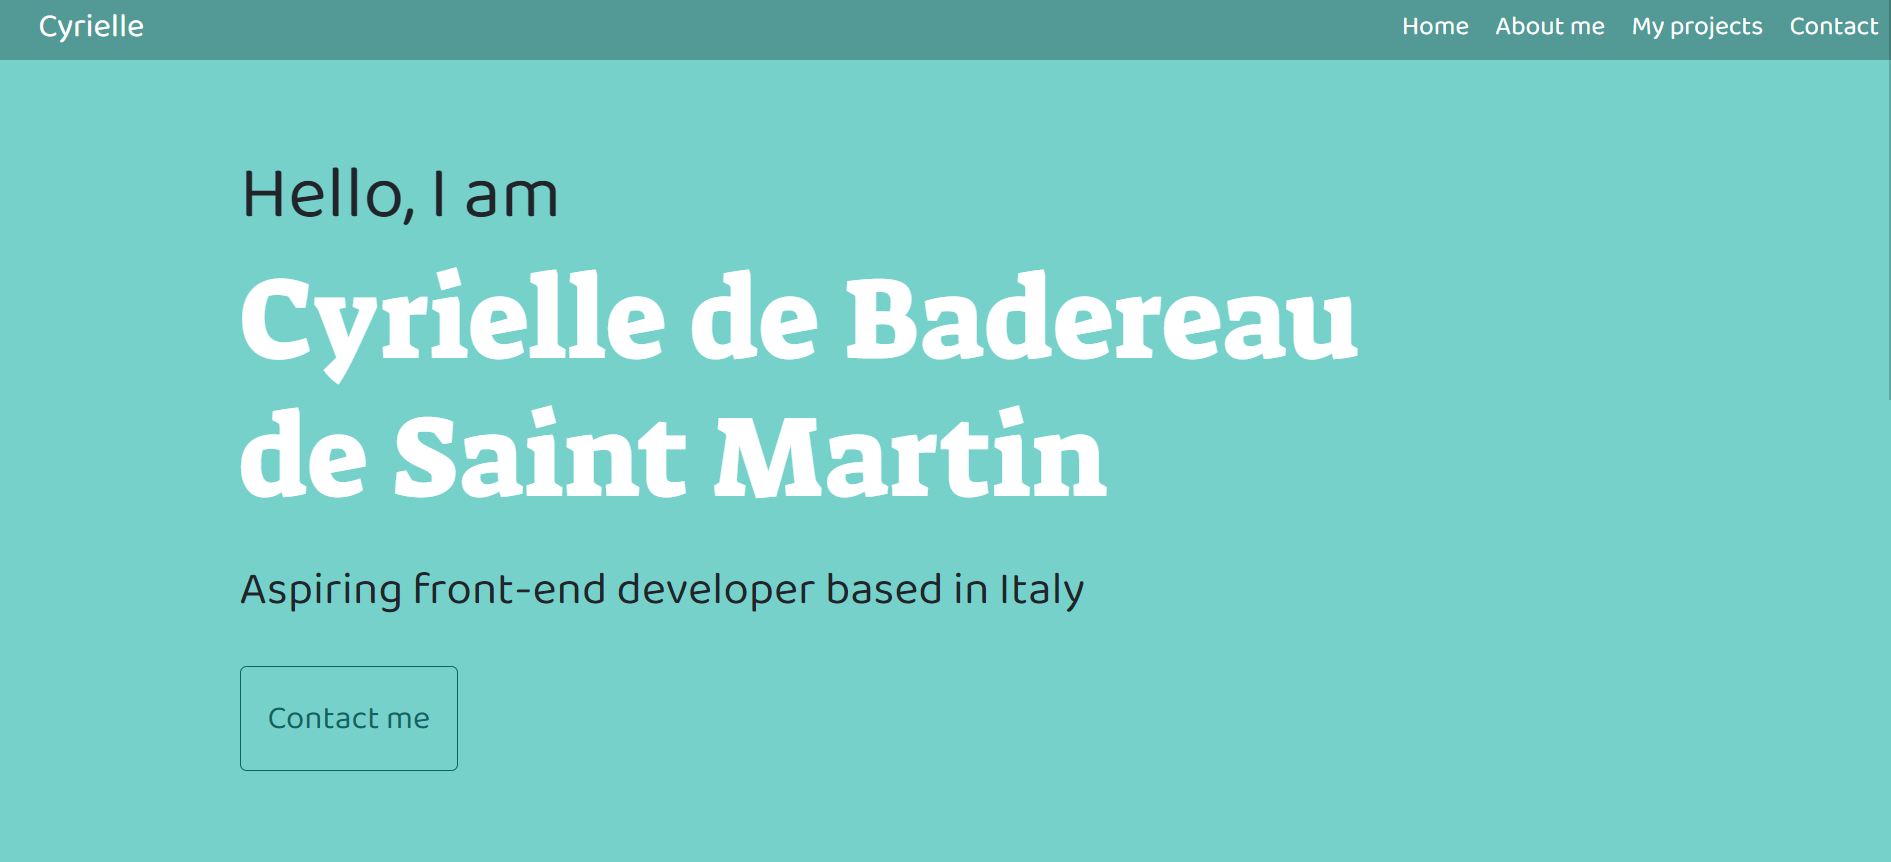 Cyrielle
Home About me My projects Contact
Hello, I am
Cyrielle de Badereau
de Saint Martin
Aspiring front-end developer based in Italy
Contact me